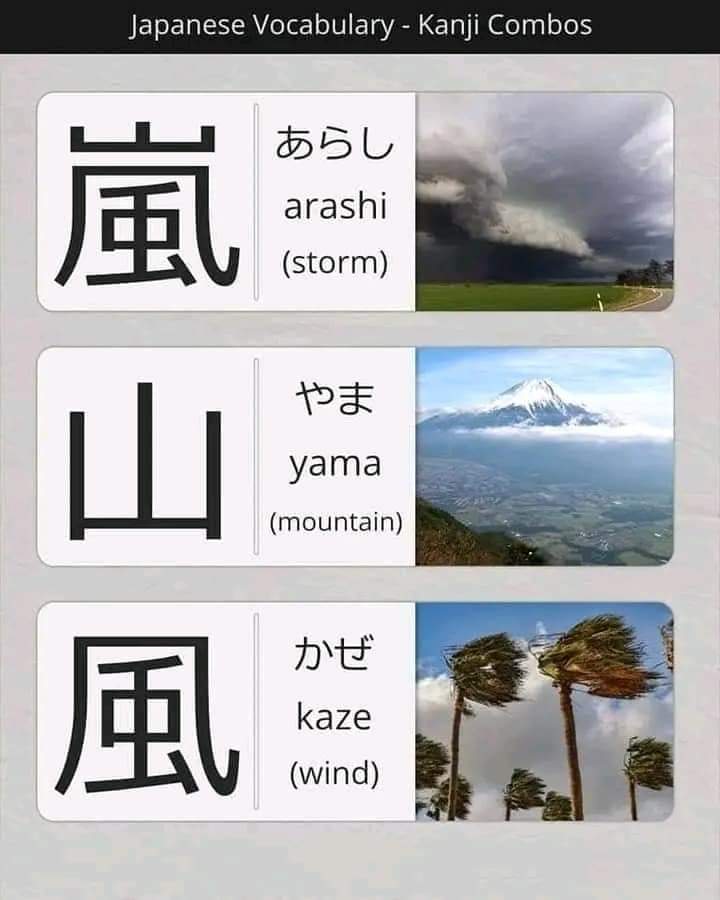 Japanese Vocabulary - Kanji Combos
嵐
あらし
arashi
(storm)
山
やま
yama
(mountain)
風
かぜ
kaze
(wind)